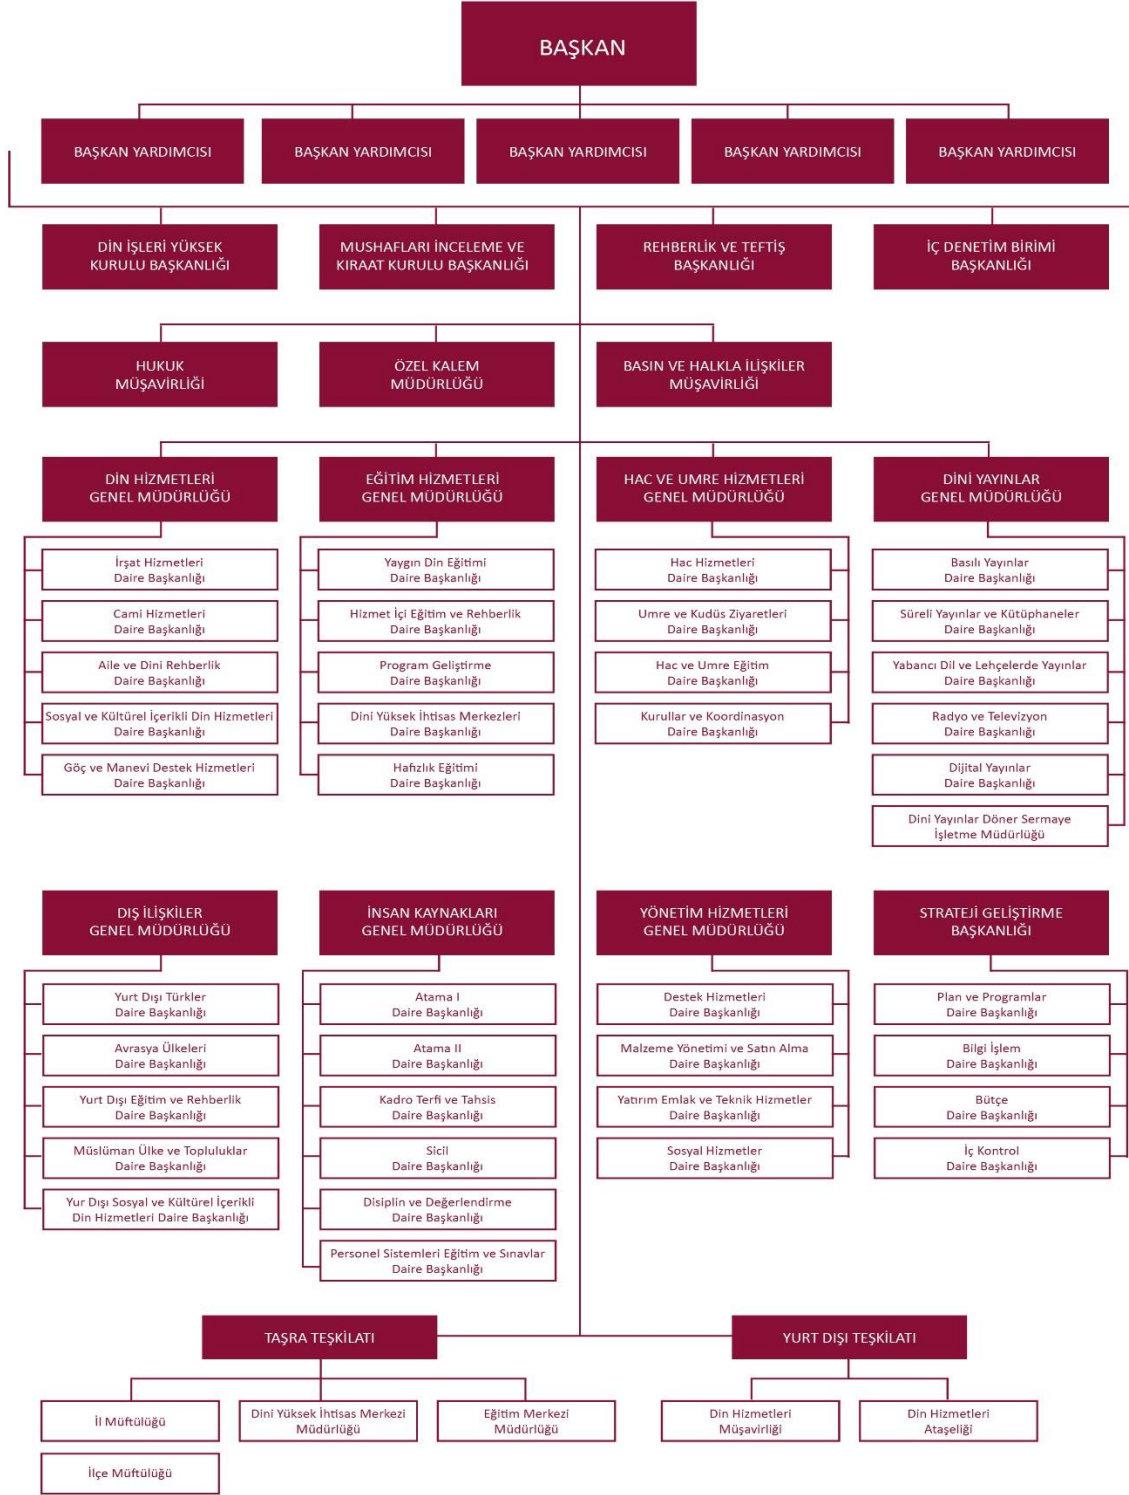 BAŞKAN
BAŞKAN YARDIMCISI
BAŞKAN YARDIMCISI
BAŞKAN YARDIMCISI
BAŞKAN YARDIMCISI
BAŞKAN YARDIMCISI
DİN İŞLERİ YÜKSEK
KURULU BAŞKANLIĞI
MUSHAFLARI İNCELEME VE
KIRAAT KURULU BAŞKANLIĞI
REHBERLİK VE TEFTİŞ
BAŞKANLIĞI
İÇ DENETİM BİRİMİ
BAŞKANLIĞI
HUKUK
MÜŞAVİRLİĞİ
ÖZEL KALEM
MÜDÜRLÜĞÜ
BASIN VE HALKLA İLİŞKİLER
MÜŞAVİRLİĞİ
DİN HİZMETLERİ
GENEL MÜDÜRLÜĞÜ
İrşat Hizmetleri
Daire Başkanlığı
Cami Hizmetleri
Daire Başkanlığı
Aile ve Dini Rehberlik
Daire Başkanlığı
Sosyal ve Kültürel İçerikli Din Hizmetleri
Daire Başkanlığı
Göç ve Manevi Destek Hizmetleri
Daire Başkanlığı
EĞİTİM HİZMETLERİ
GENEL MÜDÜRLÜĞÜ
Yaygın Din Eğitimi
Daire Başkanlığı
Hizmet İçi Eğitim ve Rehberlik
Daire Başkanlığı
Program Geliştirme
Daire Başkanlığı
Dini Yüksek İhtisas Merkezleri
Daire Başkanlığı
Hafızlık Eğitimi
Daire Başkanlığı
HAC VE UMRE HİZMETLERİ
GENEL MÜDÜRLÜĞÜ
Hac Hizmetleri
Daire Başkanlığı
Umre ve Kudüs Ziyaretleri
Daire Başkanlığı
Hac ve Umre Eğitim
Daire Başkanlığı
Kurullar ve Koordinasyon
Daire Başkanlığı
DİNİ YAYINLAR
GENEL MÜDÜRLÜĞÜ
Basılı Yayınlar
Daire Başkanlığı
Süreli Yayınlar ve Kütüphaneler
Daire Başkanlığı
Yabancı Dil ve Lehçelerde Yayınlar
Daire Başkanlığı
Radyo ve Televizyon
Daire Başkanlığı
Dijital Yayınlar
Daire Başkanlığı
Dini Yayınlar Döner Sermaye
İşletme Müdürlüğü
DIŞ İLİŞKİLER
GENEL MÜDÜRLÜĞÜ
Yurt Dışı Türkler
Daire Başkanlığı
Avrasya Ülkeleri
Daire Başkanlığı
Yurt Dışı Eğitim ve Rehberlik
Daire Başkanlığı
Müslüman Ülke ve Topluluklar
Daire Başkanlığı
Yur Dışı Sosyal ve Kültürel İçerikli
Din Hizmetleri Daire Başkanlığı
İNSAN KAYNAKLARI
GENEL MÜDÜRLÜĞÜ
Atama I
Daire Başkanlığı
Atama II
Daire Başkanlığı
Kadro Terfi ve Tahsis
Daire Başkanlığı
Sicil
Daire Başkanlığı
Disiplin ve Değerlendirme
Daire Başkanlığı
Personel Sistemleri Eğitim ve Sınavlar
Daire Başkanlığı
YÖNETİM HİZMETLERİ
GENEL MÜDÜRLÜĞÜ
Destek Hizmetleri
Daire Başkanlığı
Malzeme Yönetimi ve Satın Alma
Daire Başkanlığı
Yatırım Emlak ve Teknik Hizmetler
Daire Başkanlığı
Sosyal Hizmetler
Daire Başkanlığı
STRATEJİ GELİŞTİRME
BAŞKANLIĞI
Plan ve Programlar
Daire Başkanlığı
Bilgi İşlem
Daire Başkanlığı
Bütçe
Daire Başkanlığı
İç Kontrol
Daire Başkanlığı
TAŞRA TEŞKİLATI
YURT DIŞI TEŞKİLATI
İl Müftülüğü
Dini Yüksek İhtisas Merkezi
Müdürlüğü
Eğitim Merkezi
Müdürlüğü
Din Hizmetleri
Müşavirliği
Din Hizmetleri
Ataşeliği
İlçe Müftülüğü